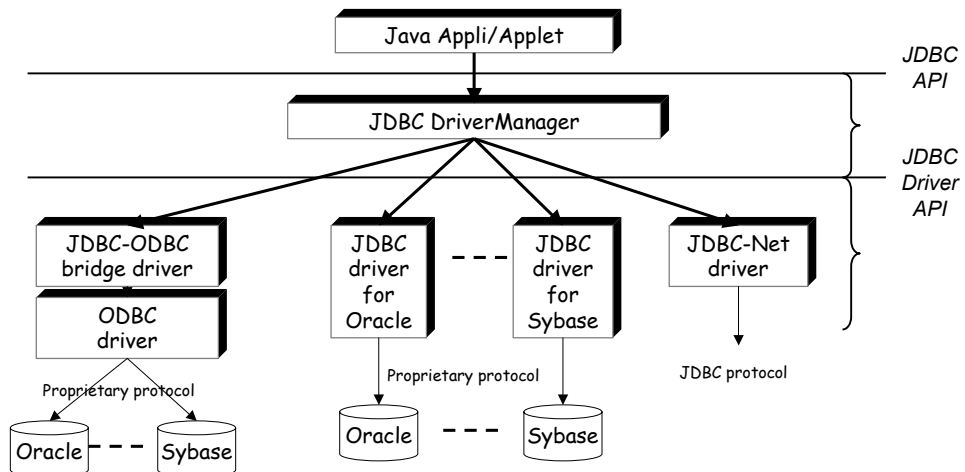 Java Appli/Applet
JDBC
API
JDBC DriverManager
JDBC
Driver
API
JDBC-ODBC
bridge driver
JDBC
driver
for
Oracle
JDBC
driver
for
Sybase
JDBC-Net
driver
ODBC
driver
Proprietary protocol
Proprietary protocol
JDBC protocol
Oracle
Sybase
Oracle
Sybase